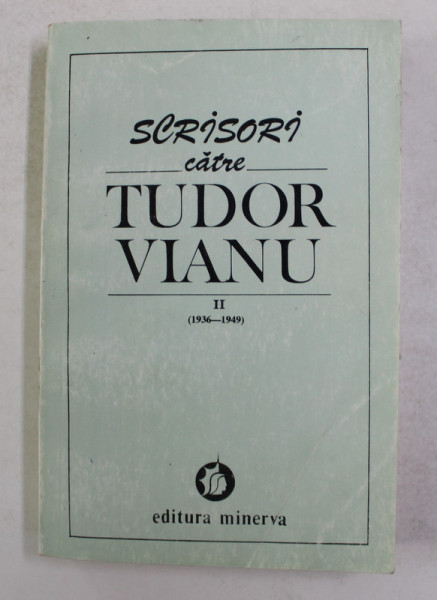 SCRISORI
către
TUDOR
VIANU
II
(1936—1949)
editura minerva